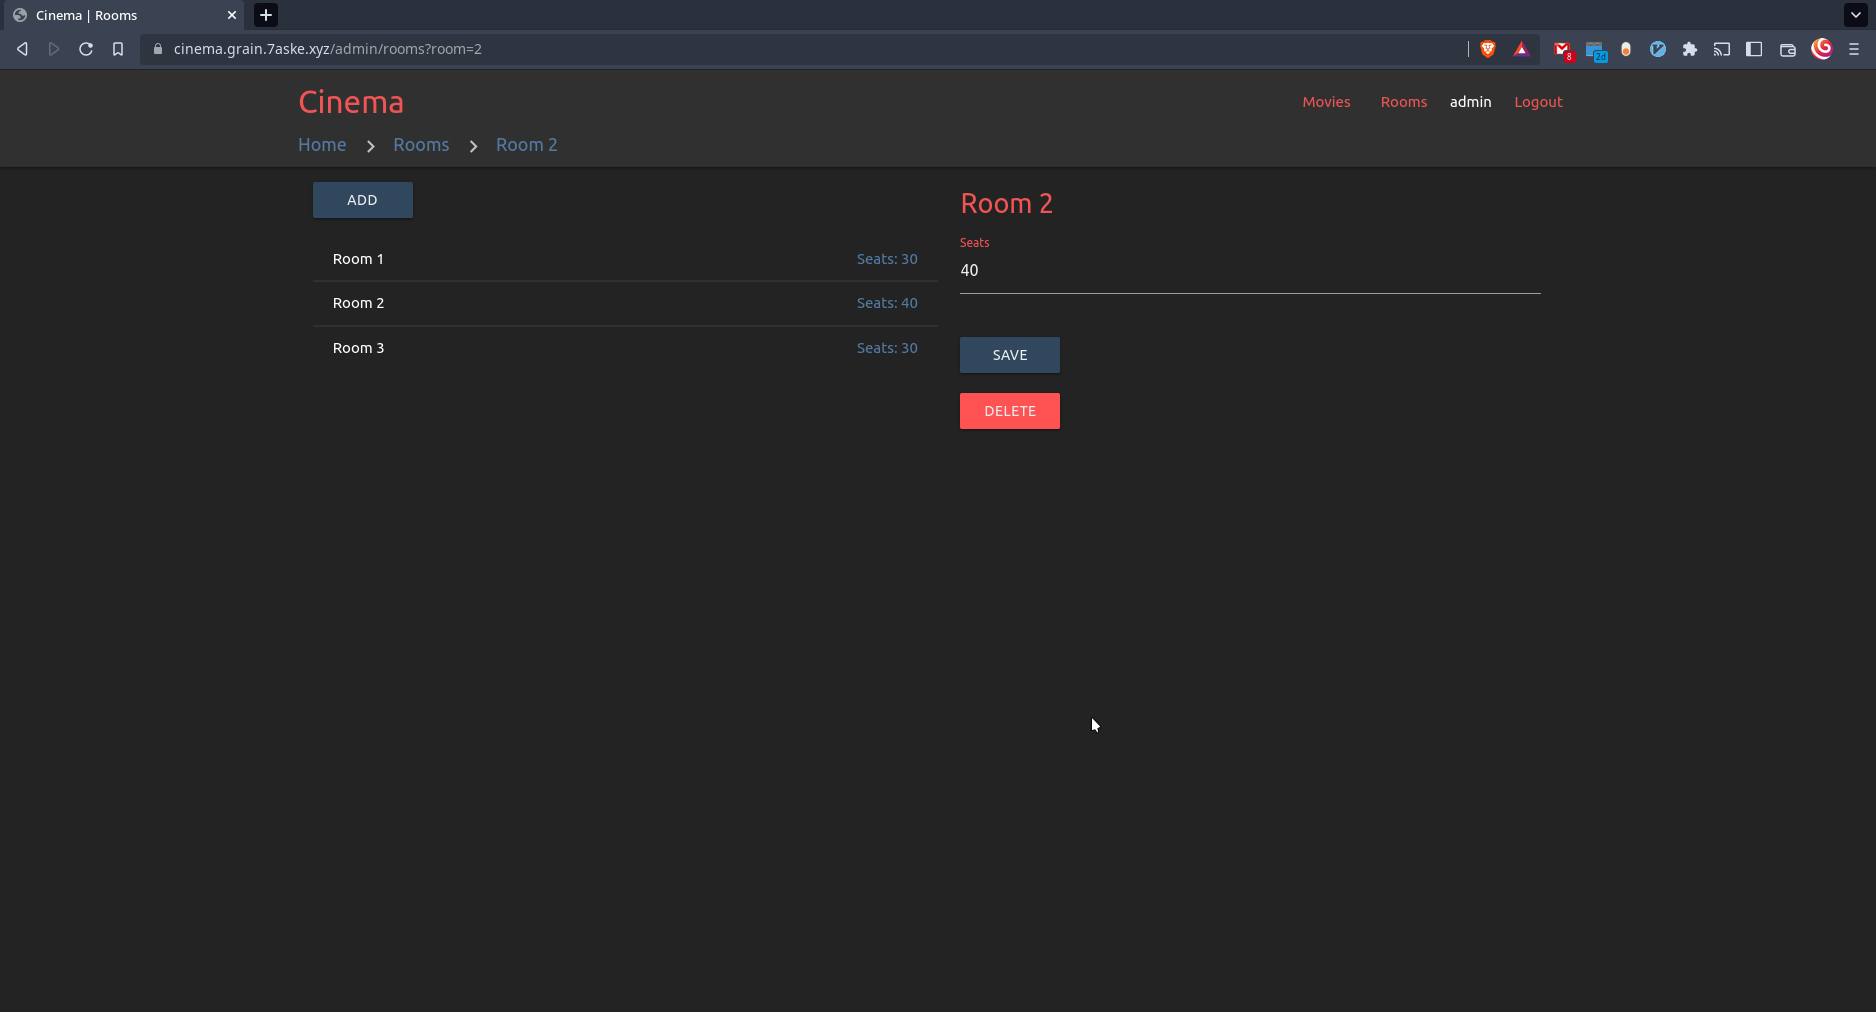 Cinema | Rooms
cinema.grain.7aske.xyz/admin/rooms?room=2
8
2d
Cinema
Movies Rooms admin Logout
Home > Rooms > Room 2
ADD
Room 1 Seats: 30
Room 2 Seats: 40
Room 3 Seats: 30
Room 2
Seats
40
SAVE
DELETE